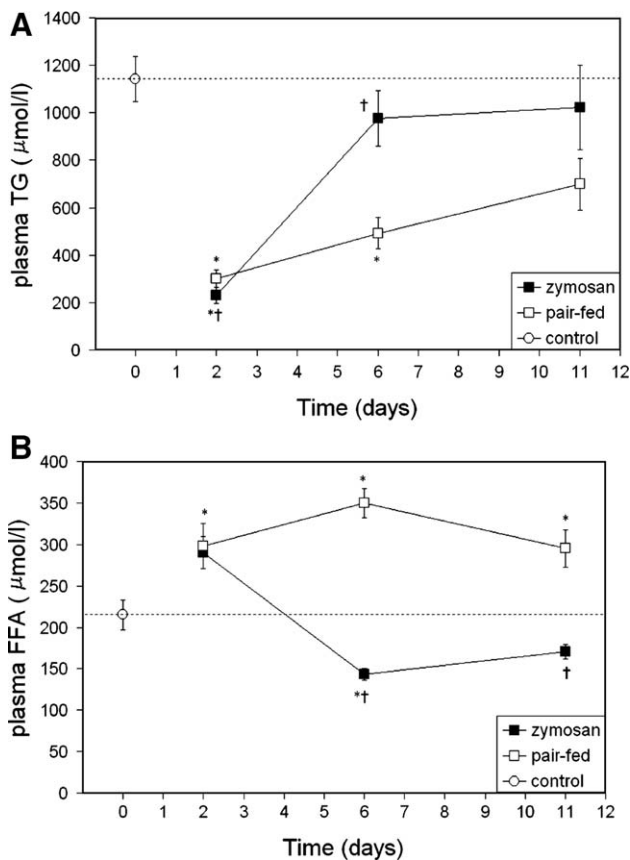 A
plasma TG ( μmol/l)
1400
1200
1000
800
600
400
200
0
†
*
*
*†
zymosan
pair-fed
control
0 1 2 3 4 5 6 7 8 9 10 11 12
Time (days)
B
plasma FFA ( μmol/l)
400
350
300
250
200
150
100
50
0
*
*
*
*†
†
zymosan
pair-fed
control
0 1 2 3 4 5 6 7 8 9 10 11 12
Time (days)